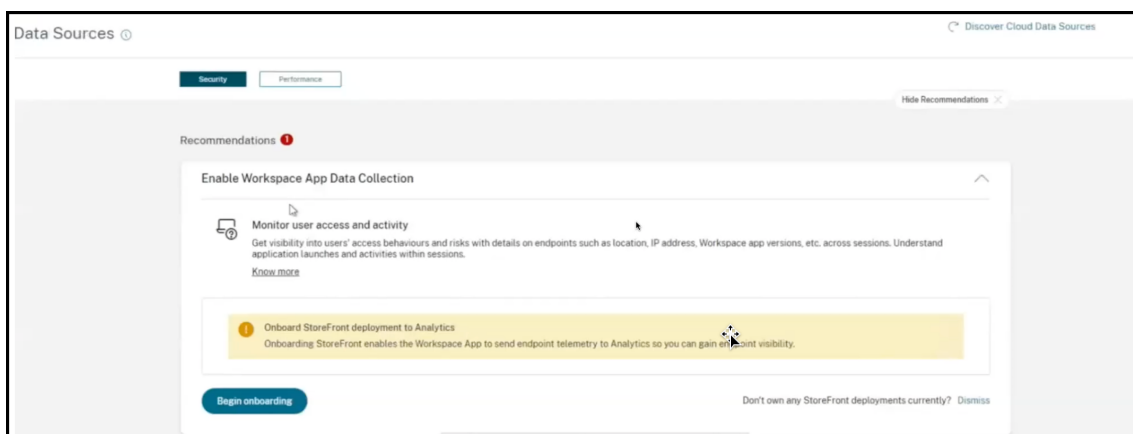 Data Sources
Discover Cloud Data Sources
Security
Performance
Hide Recommendations
Recommendations 1
Enable Workspace App Data Collection
Monitor user access and activity
Get visibility into users' access behaviours and risks with details on endpoints such as location, IP address, Workspace app versions, etc. across sessions. Understand
application launches and activities within sessions.
Know more
Onboard StoreFront deployment to Analytics
Onboarding StoreFront enables the Workspace App to send endpoint telemetry to Analytics so you can gain endpoint visibility.
Begin onboarding
Don't own any StoreFront deployments currently? Dismiss